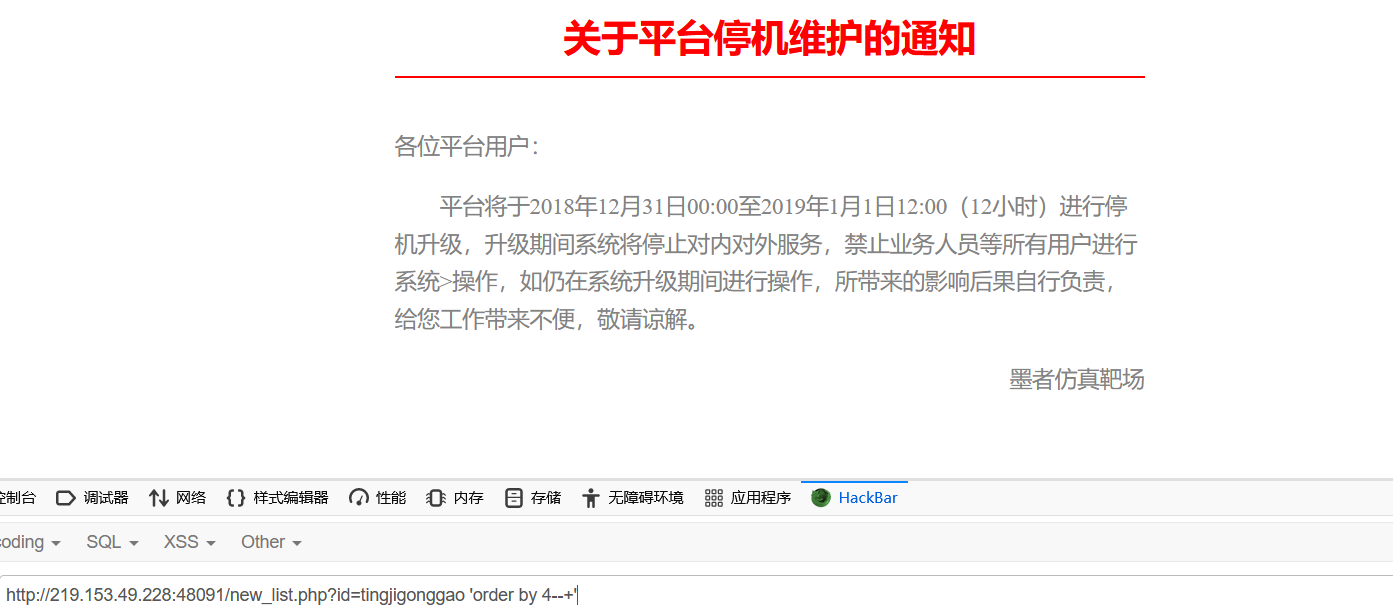 关于平台停机维护的通知
各位平台用户：
平台将于2018年12月31日00:00至2019年1月1日12:00（12小时）进行停
机升级，升级期间系统将停止对内对外服务，禁止业务人员等所有用户进行
系统>操作，如仍在系统升级期间进行操作，所带来的影响后果自行负责，
给您工作带来不便，敬请谅解。
墨者仿真靶场
控制台 调试器 网络 样式编辑器 性能 内存 存储 无障碍环境 应用程序 HackBar
coding SQL XSS Other
http://219.153.49.228:48091/new_list.php?id=tingjigonggao 'order by 4--+'